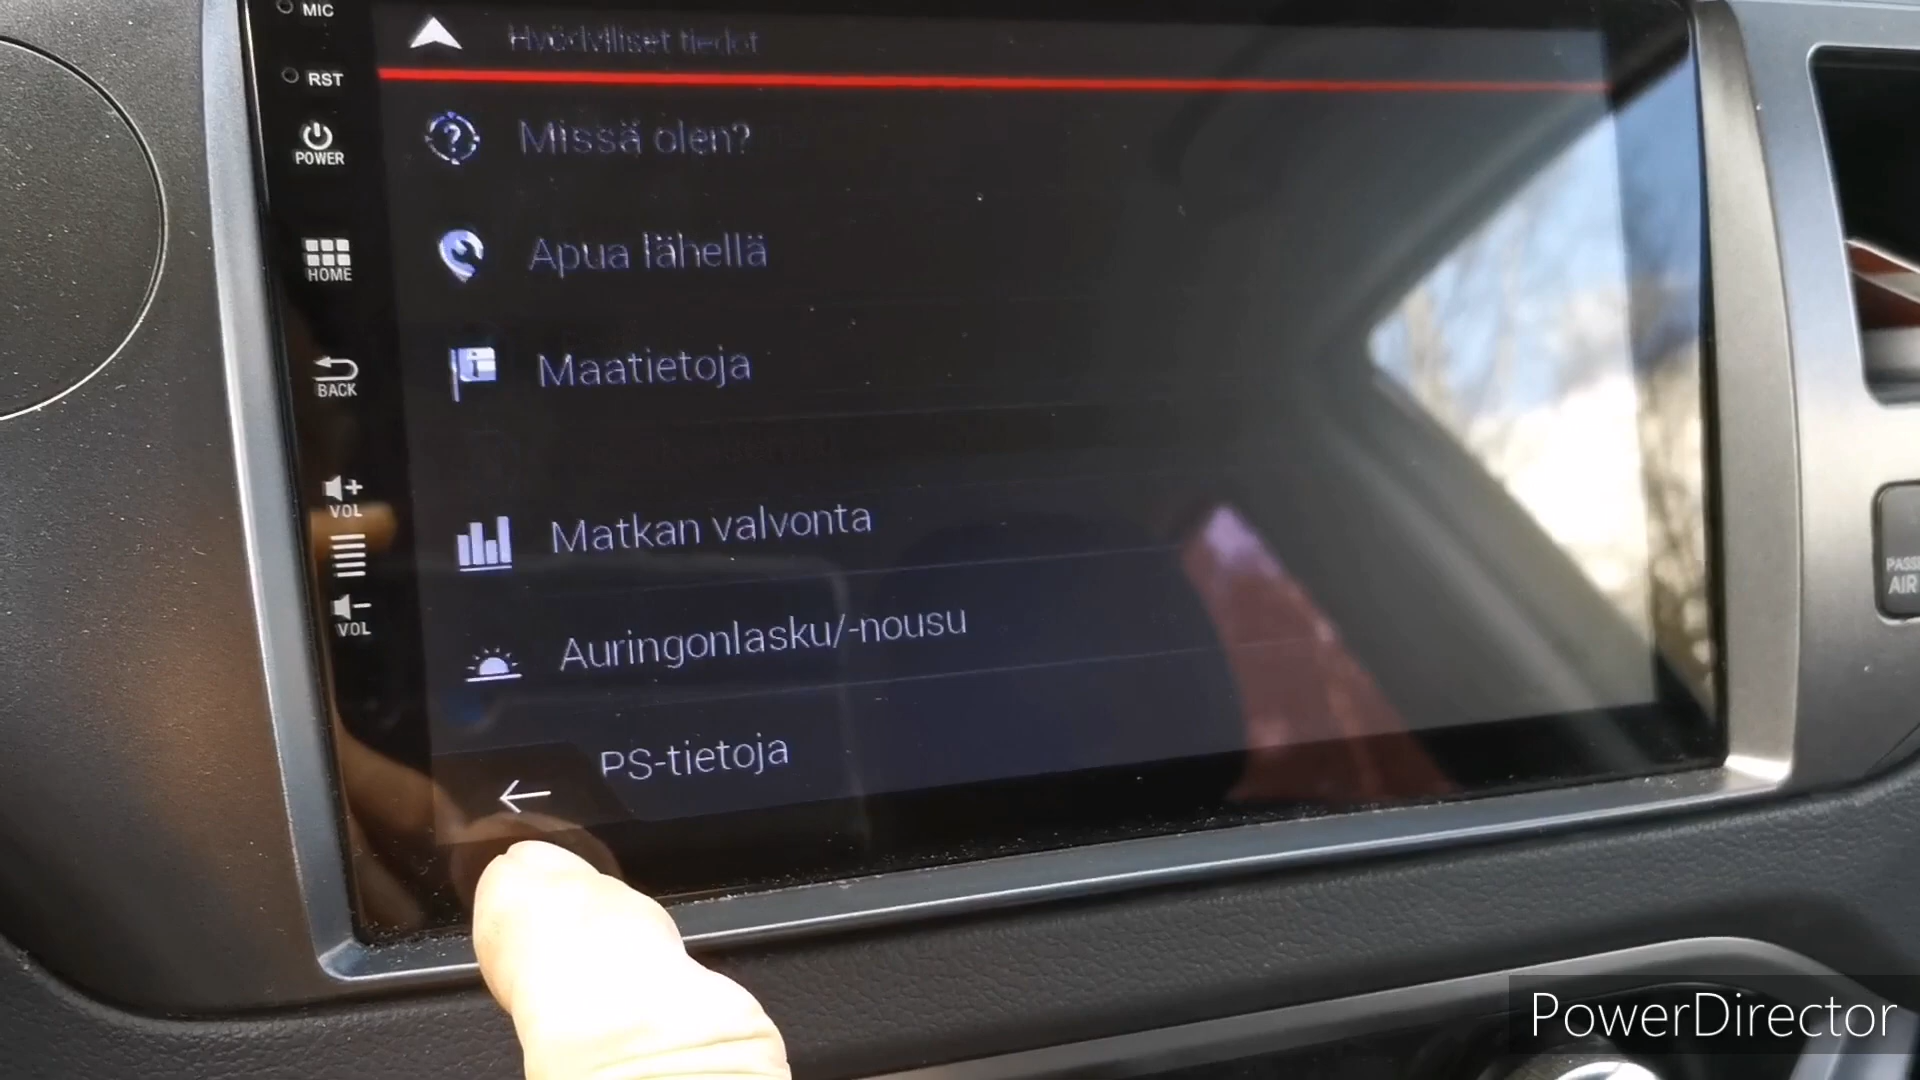 MIC
Hyödylliset tiedot
RST
Missä olen?
POWER
Apua lähellä
HOME
Maatietoja
BACK
VOL
Matkan valvonta
VOL
Auringonlasku/-nousu
PS-tietoja
AIR
PowerDirector